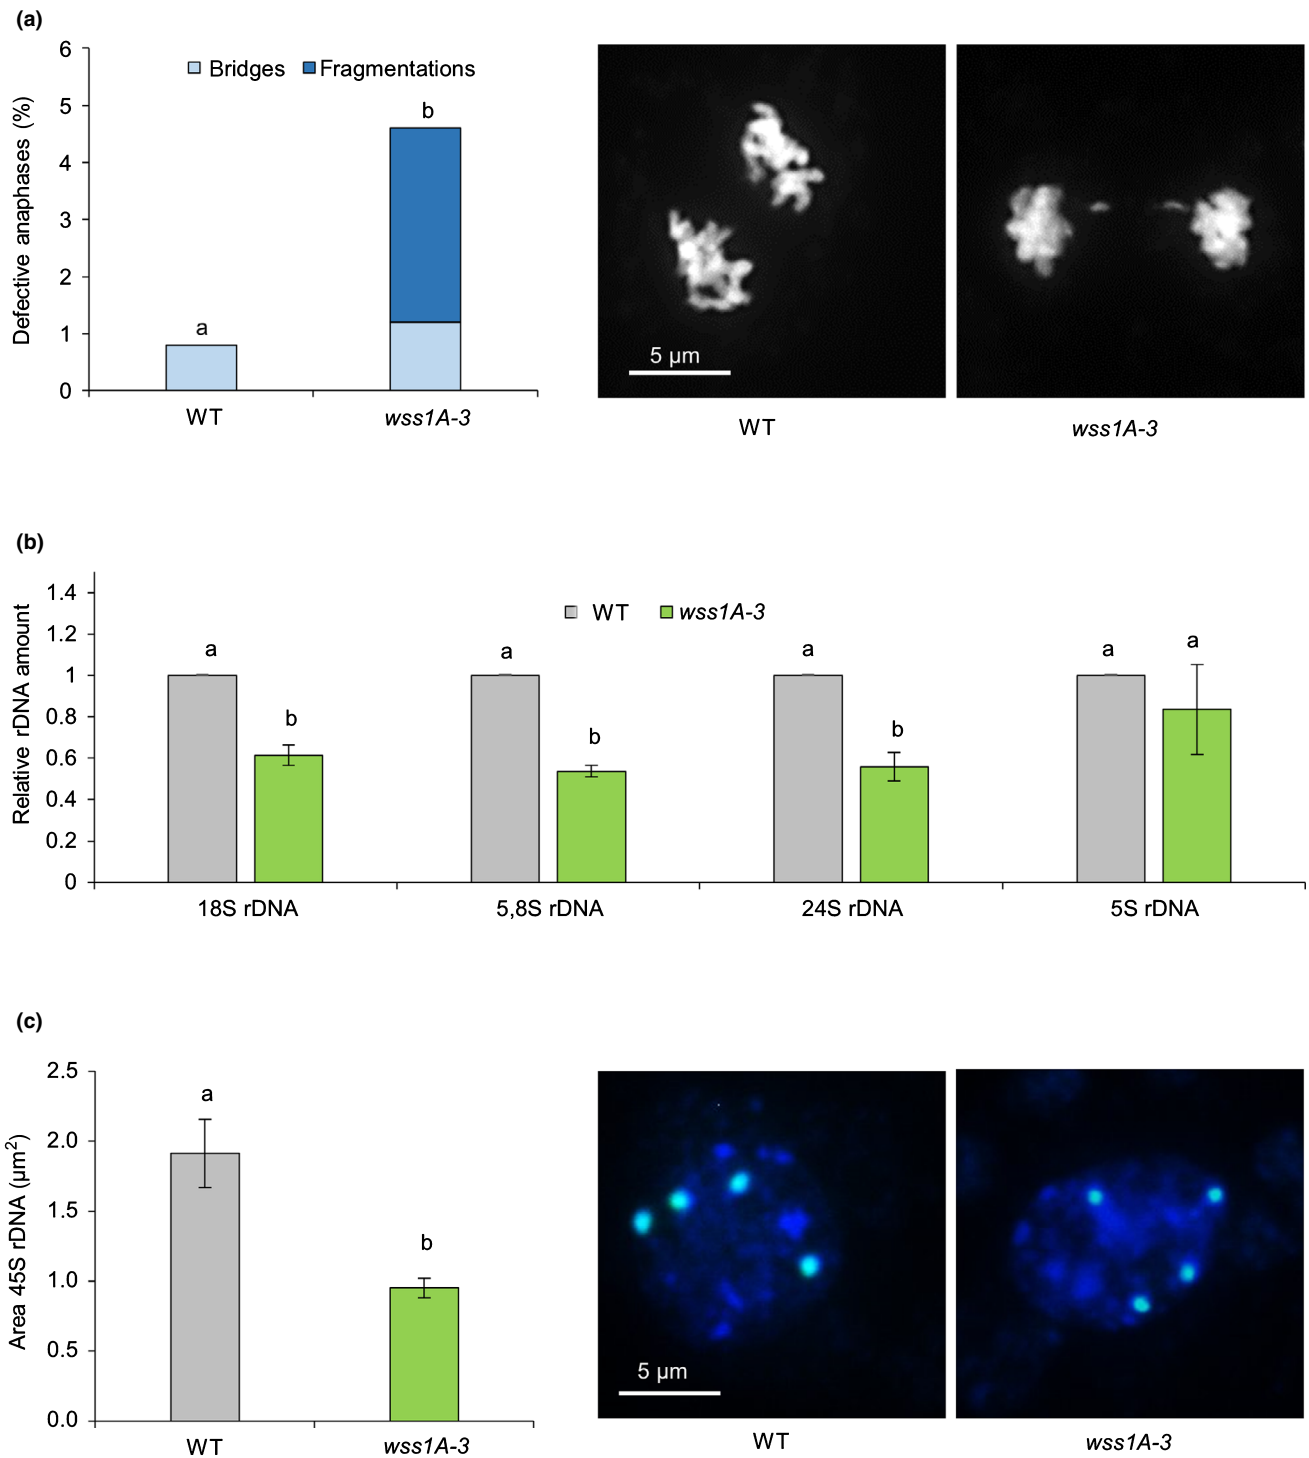 (a)
6
5
4
3
2
1
0
Defective anaphases (%)
Bridges
Fragmentations
a
b
WT
wss1A-3
5 µm
WT
wss1A-3
(b)
1.4
1.2
1
0.8
0.6
0.4
0.2
0
Relative rDNA amount
WT
wss1A-3
a
b
a
b
a
b
a
a
18S rDNA
5,8S rDNA
24S rDNA
5S rDNA
(c)
2.5
2.0
1.5
1.0
0.5
0.0
Area 45S rDNA (µm²)
a
b
WT
wss1A-3
5 µm
WT
wss1A-3